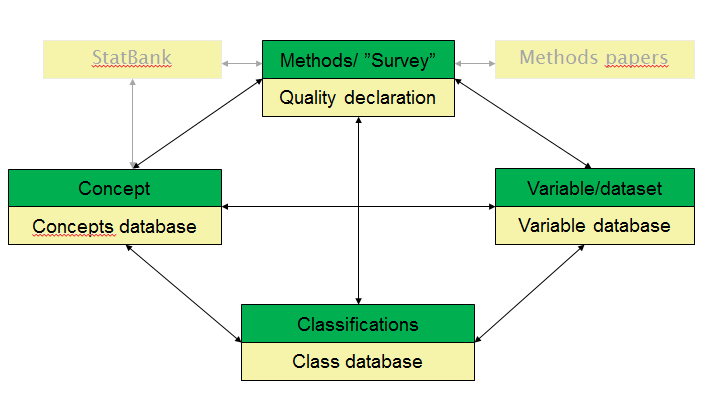 StatBank
Methods/ ”Survey”
Methods papers
Quality declaration
Concept
Variable/dataset
Concepts database
Variable database
Classifications
Class database